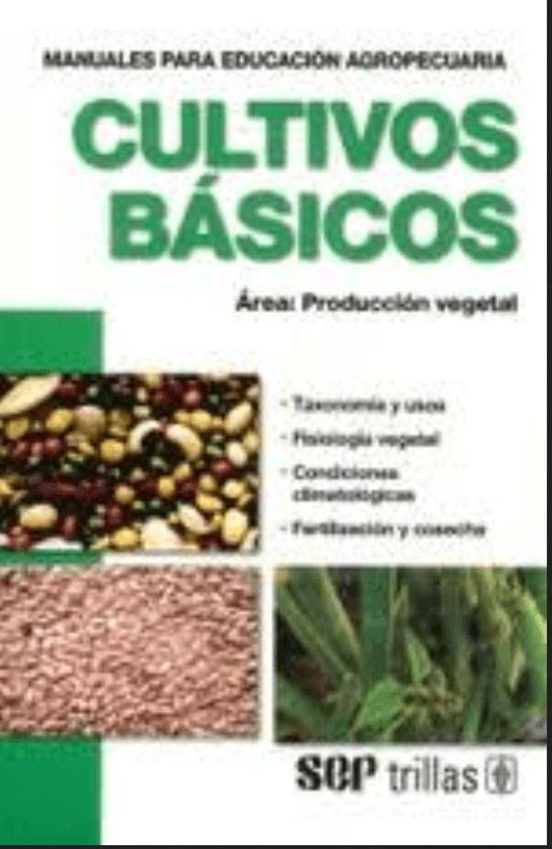 MANUALES PARA EDUCACIÓN AGROPECUARIA
CULTIVOS
BÁSICOS
Área: Producción vegetal
· Taxonomía y usos
· Fisiología vegetal
· Condiciones
climatológicas
· Fertilización y cosecha
SEP trillas